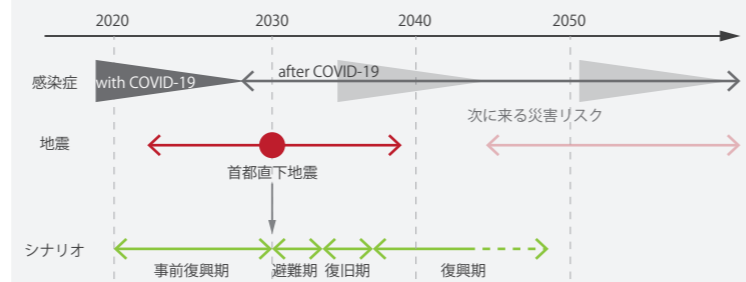 2020 2030 2040 2050
感染症 with COVID-19 after COVID-19
次に来る災害リスク
地震
首都直下地震
シナリオ
事前復興期 避難期 復旧期 復興期